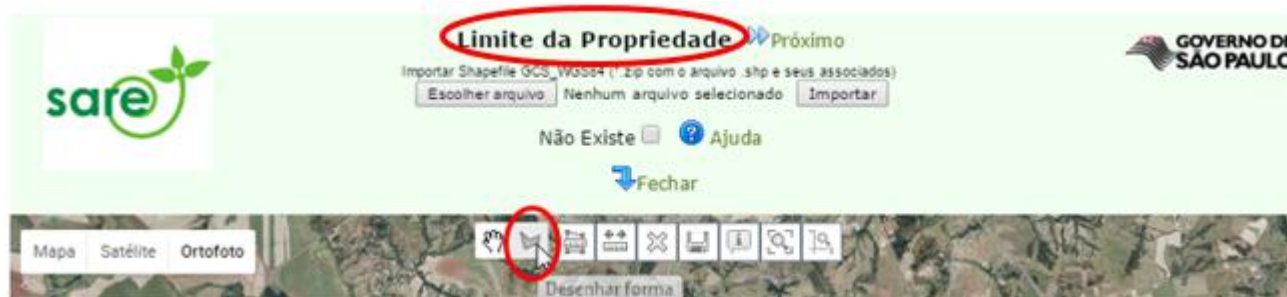 Limite da Propriedade Próximo
Importar Shapefile GCS_WGS84 (*.zip com o arquivo .shp e seus associados)
Escolher arquivo Nenhum arquivo selecionado Importar
Não Existe Ajuda
Fechar
sare
GOVERNO DE
SÃO PAULO
Mapa Satélite Ortofoto
Desenhar forma